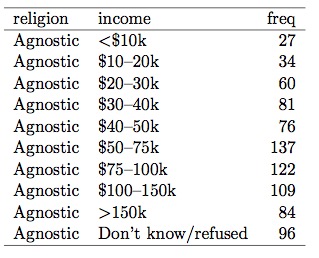 religion income freq
Agnostic <$10k 27
Agnostic $10–20k 34
Agnostic $20–30k 60
Agnostic $30–40k 81
Agnostic $40–50k 76
Agnostic $50–75k 137
Agnostic $75–100k 122
Agnostic $100–150k 109
Agnostic >150k 84
Agnostic Don’t know/refused 96